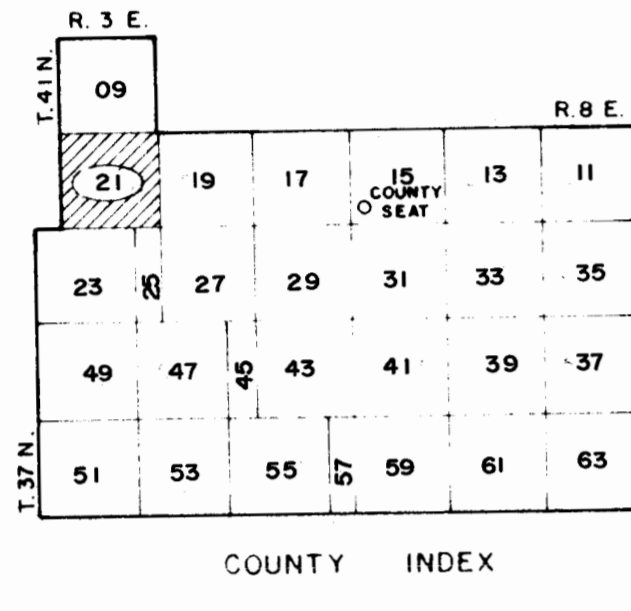 R. 3 E.
T. 41 N.
09
R. 8 E.
21 19 17 15 13 11
COUNTY
SEAT
23 25 27 29 31 33 35
49 47 45 43 41 39 37
T. 37 N.
51 53 55 57 59 61 63
COUNTY INDEX